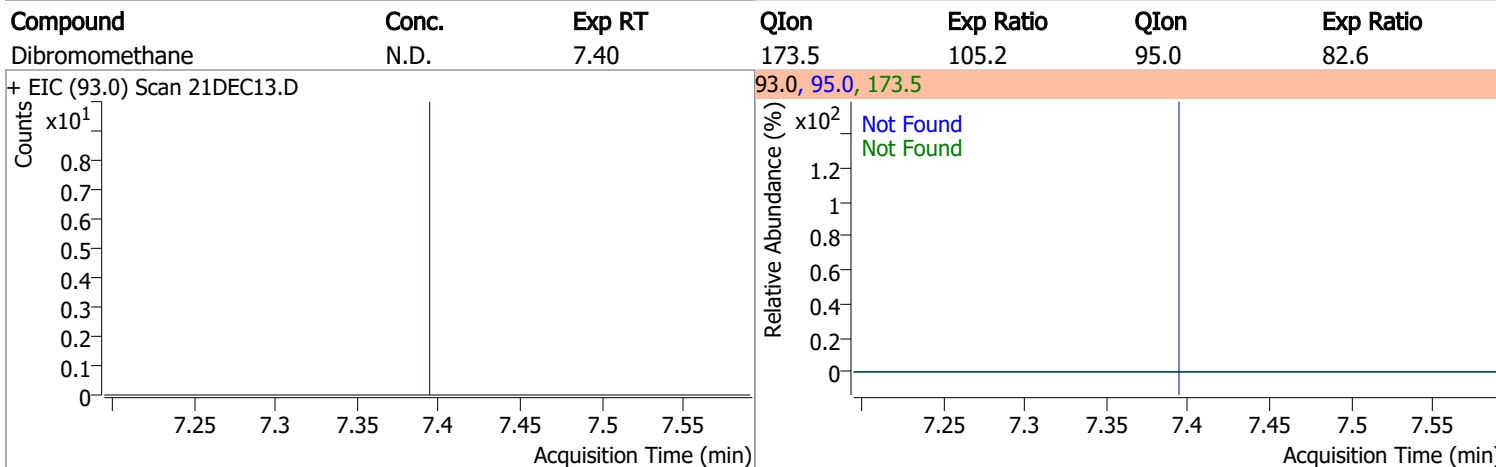 Compound Conc. Exp RT QIon Exp Ratio QIon Exp Ratio
Dibromomethane N.D. 7.40 173.5 105.2 95.0 82.6
+ EIC (93.0) Scan 21DEC13.D
Counts
x10¹
0.8
0.7
0.6
0.5
0.4
0.3
0.2
0.1
0
7.25 7.3 7.35 7.4 7.45 7.5 7.55
Acquisition Time (min)
93.0, 95.0, 173.5
Relative Abundance (%)
x10²
Not Found
Not Found
1.2
1
0.8
0.6
0.4
0.2
0
7.25 7.3 7.35 7.4 7.45 7.5 7.55
Acquisition Time (min)